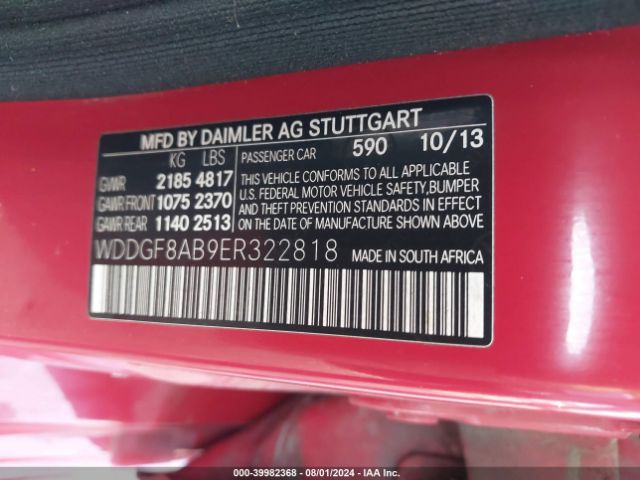 MFD BY DAIMLER AG STUTTGART
KG LBS PASSENGER CAR 590 10/13
GVWR 2185 4817
GAWR FRONT 1075 2370
GAWR REAR 1140 2513
THIS VEHICLE CONFORMS TO ALL APPLICABLE
U.S. FEDERAL MOTOR VEHICLE SAFETY,BUMPER
AND THEFT PREVENTION STANDARDS IN EFFECT
ON THE DATE OF MANUFACTURE SHOWN ABOVE.
WDDGF8AB9ER322818 MADE IN SOUTH AFRICA
000-39982368 - 08/01/2024 - IAA Inc.